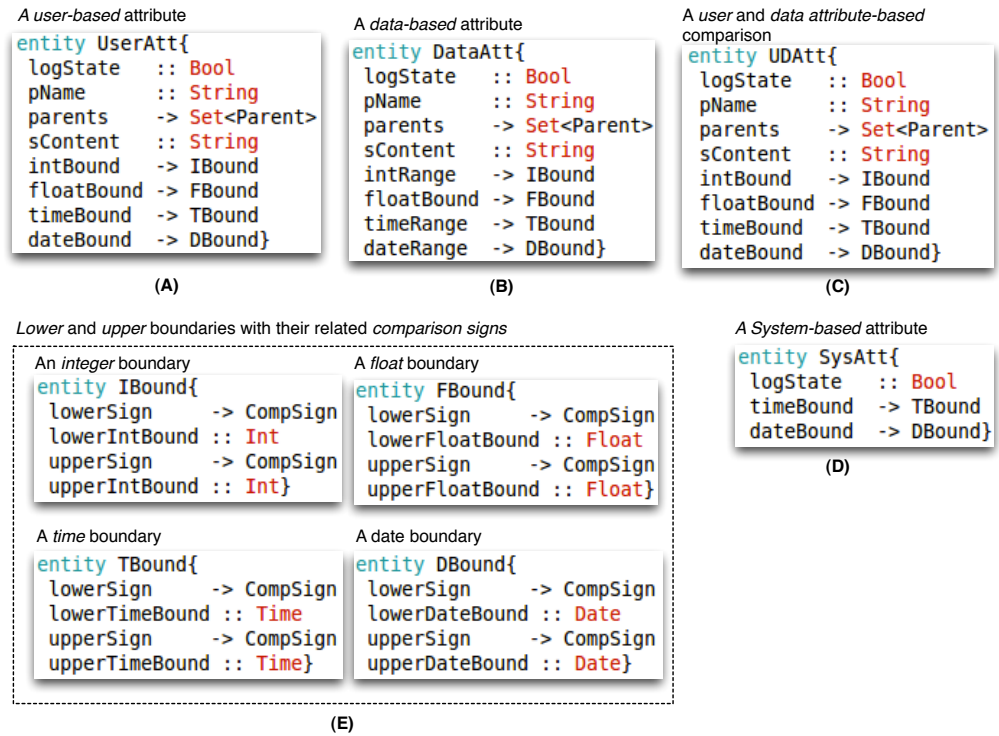 A user-based attribute
entity UserAtt{
logState :: Bool
pName :: String
parents -> Set<Parent>
sContent :: String
intBound -> IBound
floatBound -> FBound
timeBound -> TBound
dateBound -> DBound}
(A)
A data-based attribute
entity DataAtt{
logState :: Bool
pName :: String
parents -> Set<Parent>
sContent :: String
intRange -> IBound
floatBound -> FBound
timeRange -> TBound
dateRange -> DBound}
(B)
A user and data attribute-based
comparison
entity UDAtt{
logState :: Bool
pName :: String
parents -> Set<Parent>
sContent :: String
intBound -> IBound
floatBound -> FBound
timeBound -> TBound
dateBound -> DBound}
(C)
Lower and upper boundaries with their related comparison signs
An integer boundary
entity IBound{
lowerSign -> CompSign
lowerIntBound :: Int
upperSign -> CompSign
upperIntBound :: Int}
A float boundary
entity FBound{
lowerSign -> CompSign
lowerFloatBound :: Float
upperSign -> CompSign
upperFloatBound :: Float}
A time boundary
entity TBound{
lowerSign -> CompSign
lowerTimeBound :: Time
upperSign -> CompSign
upperTimeBound :: Time}
A date boundary
entity DBound{
lowerSign -> CompSign
lowerDateBound :: Date
upperSign -> CompSign
upperDateBound :: Date}
(E)
A System-based attribute
entity SysAtt{
logState :: Bool
timeBound -> TBound
dateBound -> DBound}
(D)